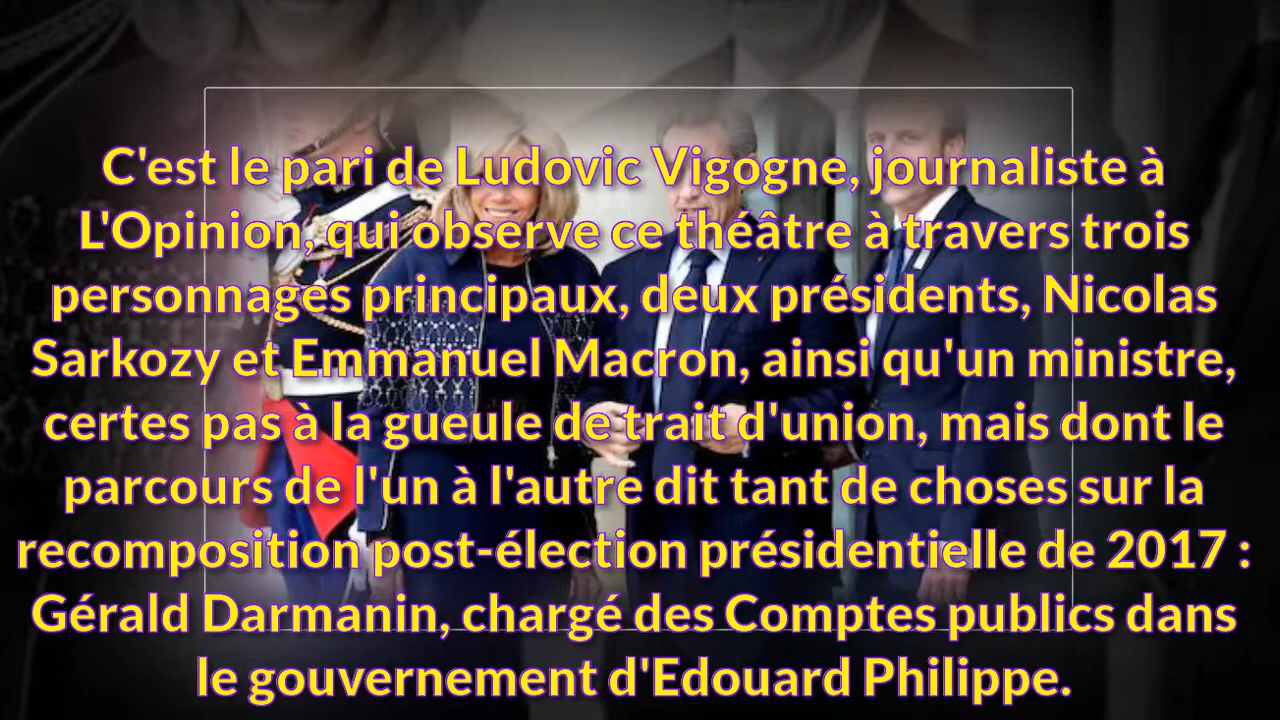 C'est le pari de Ludovic Vigogne, journaliste à
L'Opinion, qui observe ce théâtre à travers trois
personnages principaux, deux présidents, Nicolas
Sarkozy et Emmanuel Macron, ainsi qu'un ministre,
certes pas à la gueule de trait d'union, mais dont le
parcours de l'un à l'autre dit tant de choses sur la
recomposition post-élection présidentielle de 2017 :
Gérald Darmanin, chargé des Comptes publics dans
le gouvernement d'Edouard Philippe.